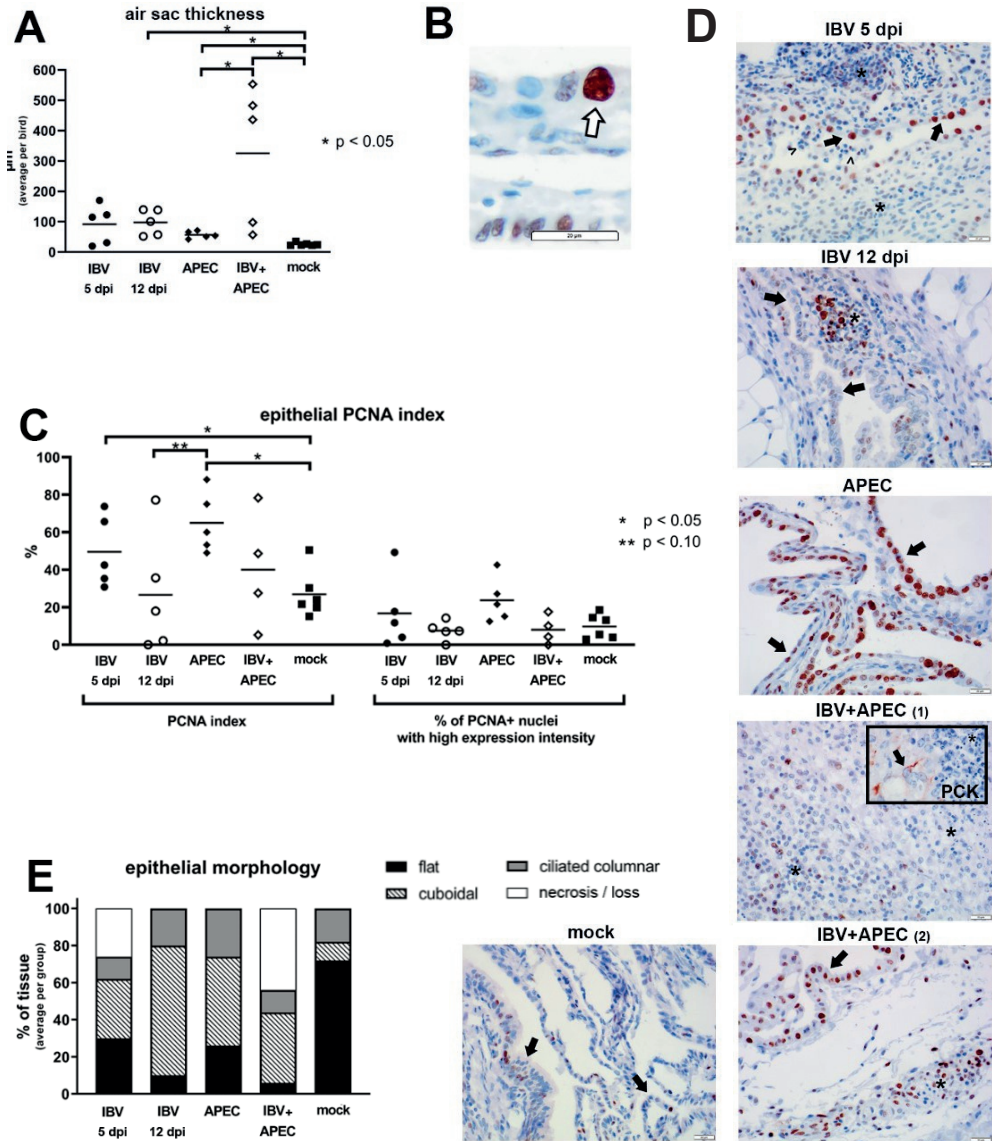 A
air sac thickness
*
*
*
*
600
500
400
300
200
100
0
µm
(average per bird)
* p < 0.05
IBV
5 dpi
IBV
12 dpi
APEC
IBV+
APEC
mock
B
20 µm
C
epithelial PCNA index
*
**
*
100
80
60
40
20
0
%
* p < 0.05
** p < 0.10
IBV
5 dpi
IBV
12 dpi
APEC
IBV+
APEC
mock
IBV
5 dpi
IBV
12 dpi
APEC
IBV+
APEC
mock
PCNA index
% of PCNA+ nuclei
with high expression intensity
D
IBV 5 dpi
*
*
IBV 12 dpi
*
APEC
IBV+APEC (1)
*
PCK
*
*
IBV+APEC (2)
*
mock
E
epithelial morphology
flat
cuboidal
ciliated columnar
necrosis / loss
100
80
60
40
20
0
% of tissue
(average per group)
IBV
5 dpi
IBV
12 dpi
APEC
IBV+
APEC
mock